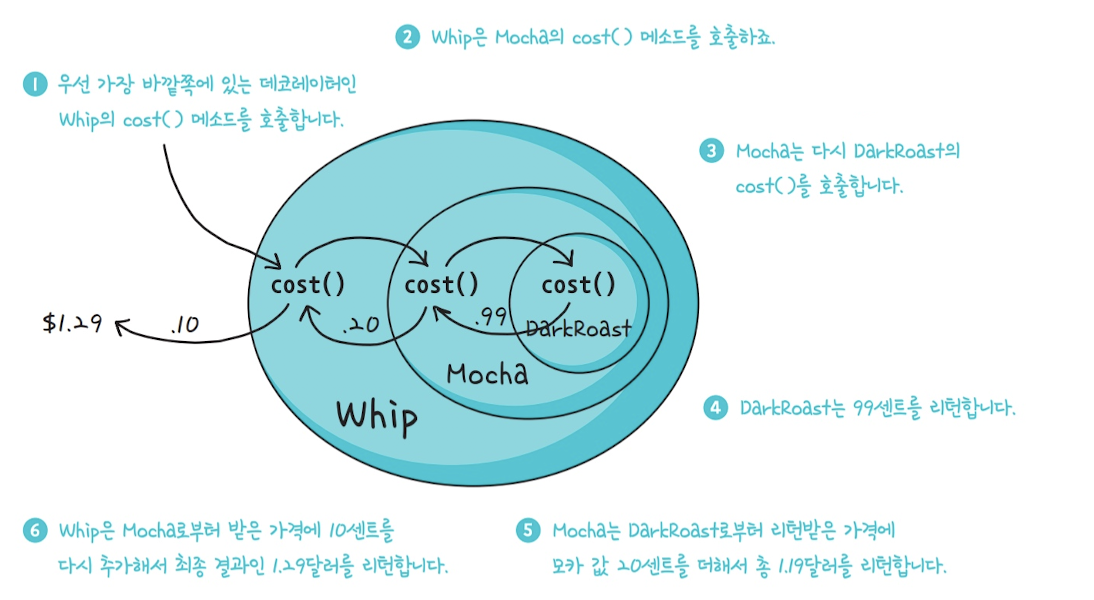 ❷ Whip은 Mocha의 cost() 메소드를 호출하죠.
❶ 우선 가장 바깥쪽에 있는 데코레이터인
Whip의 cost() 메소드를 호출합니다.
❸ Mocha는 다시 DarkRoast의
cost()를 호출합니다.
cost() cost() cost()
$1.29 .10 .20 .99 DarkRoast
Mocha
Whip
❹ DarkRoast는 99센트를 리턴합니다.
❻ Whip은 Mocha로부터 받은 가격에 10센트를
다시 추가해서 최종 결과인 1.29달러를 리턴합니다.
❺ Mocha는 DarkRoast로부터 리턴받은 가격에
모카 값 20센트를 더해서 총 1.19달러를 리턴합니다.